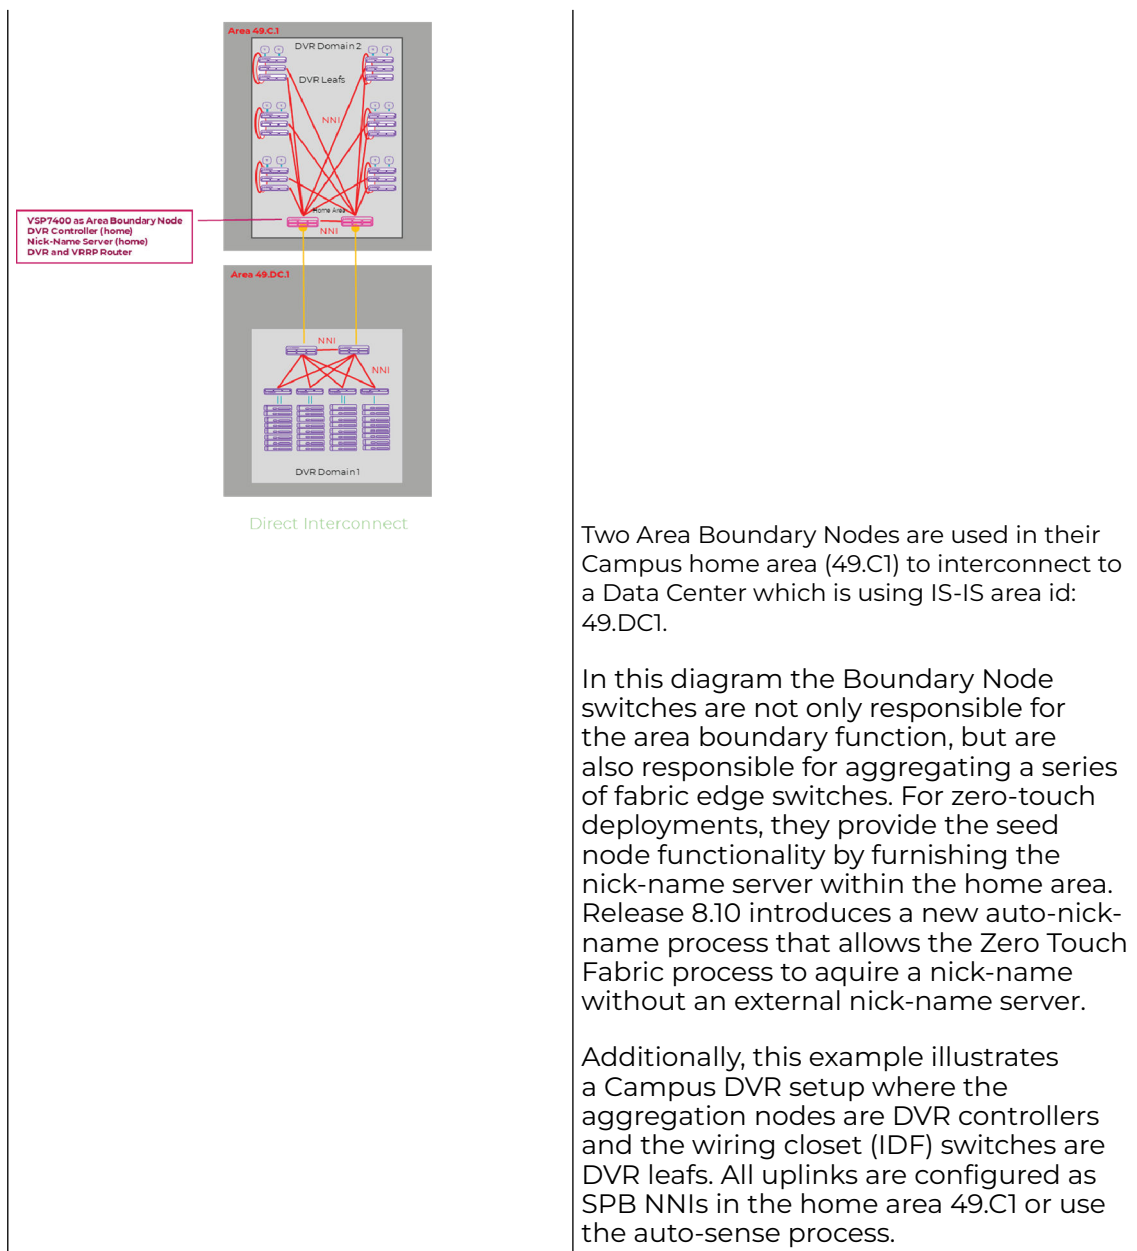 Area 49.C.1
DVR Domain 2
DVR Leafs
NNI
Home Area
NNI
VSP7400 as Area Boundary Node
DVR Controller (home)
Nick-Name Server (home)
DVR and VRRP Router
Area 49.DC.1
NNI
NNI
DVR Domain 1
Direct Interconnect
Two Area Boundary Nodes are used in their
Campus home area (49.C1) to interconnect to
a Data Center which is using IS-IS area id:
49.DC1.
In this diagram the Boundary Node
switches are not only responsible for
the area boundary function, but are
also responsible for aggregating a series
of fabric edge switches. For zero-touch
deployments, they provide the seed
node functionality by furnishing the
nick-name server within the home area.
Release 8.10 introduces a new auto-nick-
name process that allows the Zero Touch
Fabric process to aquire a nick-name
without an external nick-name server.
Additionally, this example illustrates
a Campus DVR setup where the
aggregation nodes are DVR controllers
and the wiring closet (IDF) switches are
DVR leafs. All uplinks are configured as
SPB NNIs in the home area 49.C1 or use
the auto-sense process.